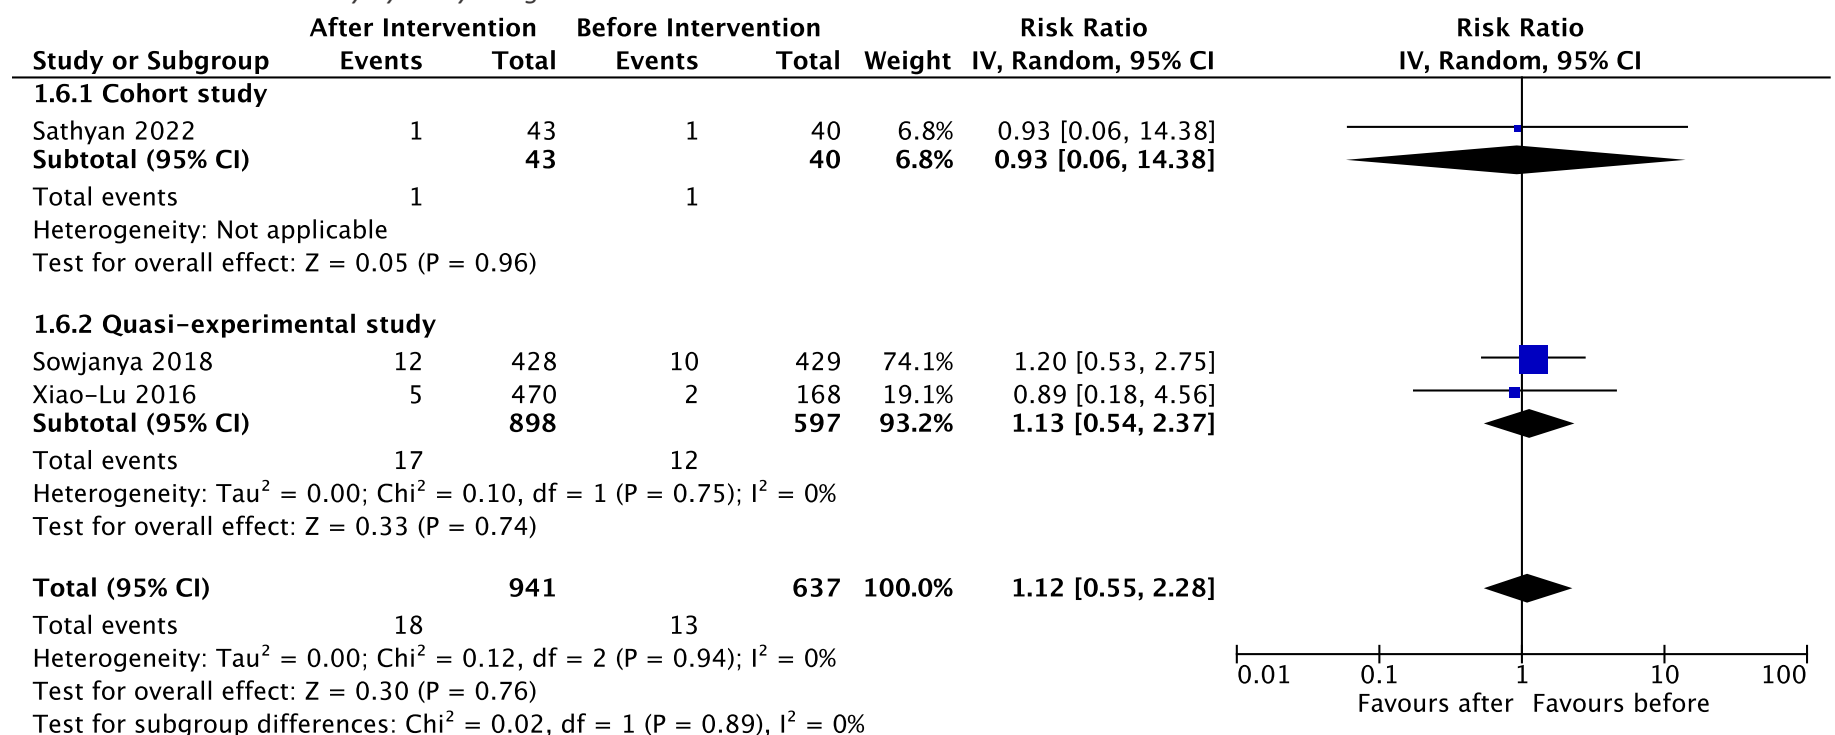 After Intervention Before Intervention Risk Ratio Risk Ratio
Study or Subgroup Events Total Events Total Weight IV, Random, 95% CI IV, Random, 95% CI
1.6.1 Cohort study
Sathyan 2022 1 43 1 40 6.8% 0.93 [0.06, 14.38]
Subtotal (95% CI) 43 40 6.8% 0.93 [0.06, 14.38]
Total events 1 1
Heterogeneity: Not applicable
Test for overall effect: Z = 0.05 (P = 0.96)
1.6.2 Quasi-experimental study
Sowjanya 2018 12 428 10 429 74.1% 1.20 [0.53, 2.75]
Xiao-Lu 2016 5 470 2 168 19.1% 0.89 [0.18, 4.56]
Subtotal (95% CI) 898 597 93.2% 1.13 [0.54, 2.37]
Total events 17 12
Heterogeneity: Tau² = 0.00; Chi² = 0.10, df = 1 (P = 0.75); I² = 0%
Test for overall effect: Z = 0.33 (P = 0.74)
Total (95% CI) 941 637 100.0% 1.12 [0.55, 2.28]
Total events 18 13
Heterogeneity: Tau² = 0.00; Chi² = 0.12, df = 2 (P = 0.94); I² = 0%
Test for overall effect: Z = 0.30 (P = 0.76)
Test for subgroup differences: Chi² = 0.02, df = 1 (P = 0.89), I² = 0%
0.01 0.1 1 10 100
Favours after Favours before